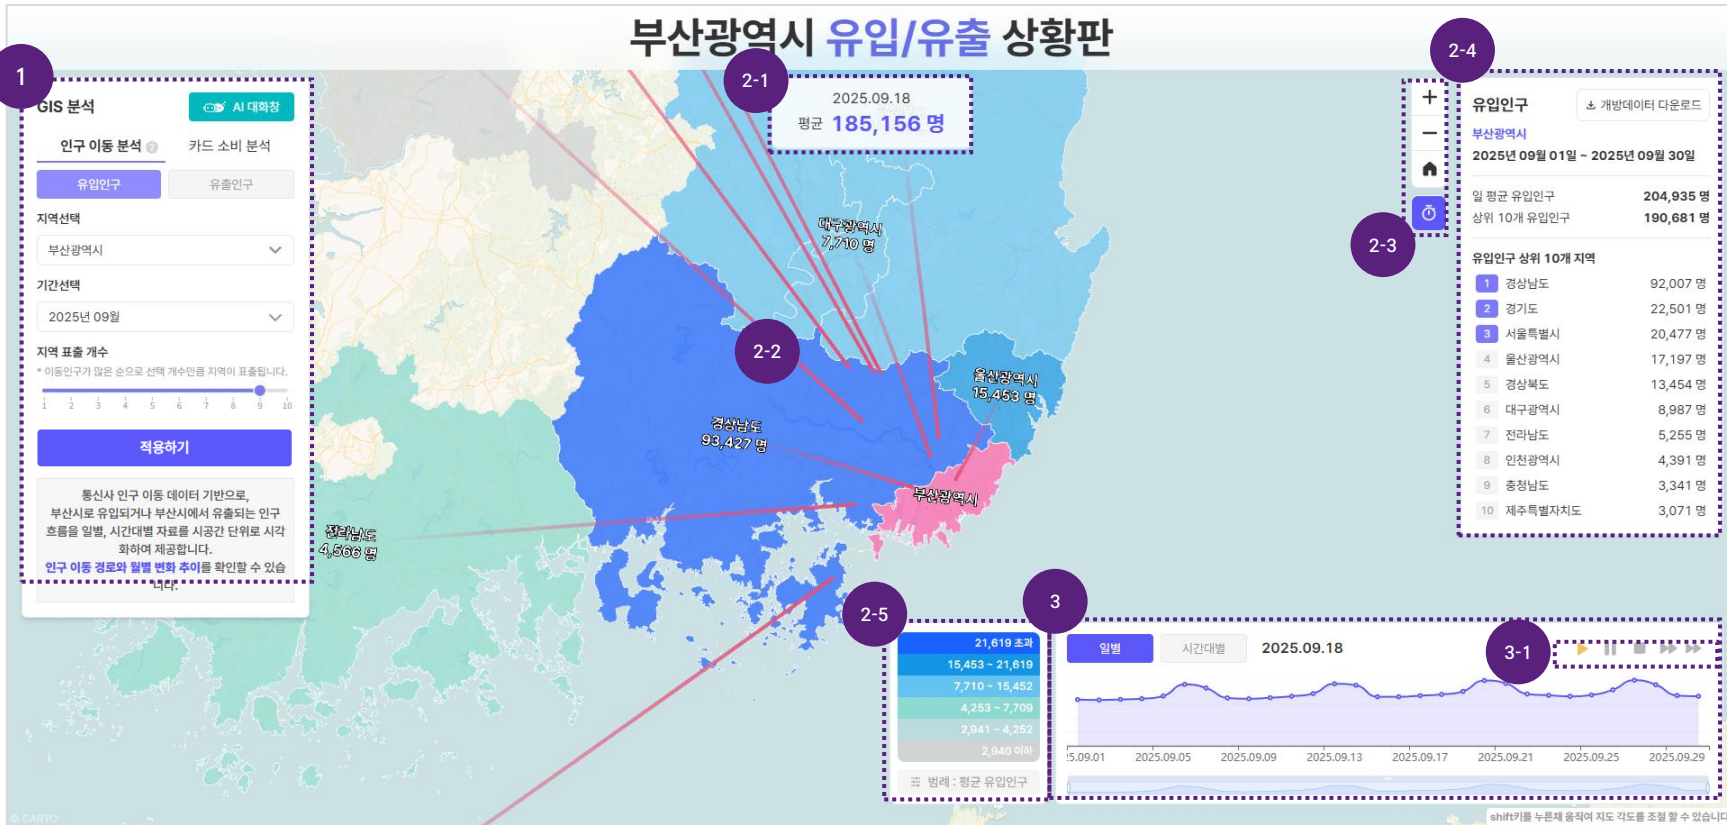 부산광역시 유입/유출 상황판
1
GIS 분석
AI 대화창
인구 이동 분석 ?
카드 소비 분석
유입인구
유출인구
지역선택
부산광역시
기간선택
2025년 09월
지역 표출 개수
* 이동인구가 많은 순으로 선택 개수만큼 지역이 표출됩니다.
1 2 3 4 5 6 7 8 9 10
적용하기
통신사 인구 이동 데이터 기반으로,
부산시로 유입되거나 부산시에서 유출되는 인구
흐름을 일별, 시간대별 자료를 시공간 단위로 시각
화하여 제공합니다.
인구 이동 경로와 월별 변화 추이를 확인할 수 있습
니다.
2-1
2025.09.18
평균 185,156 명
대구광역시
7,710 명
2-2
울산광역시
15,453 명
경상남도
93,427 명
부산광역시
전라남도
4,566 명
2-3
2-4
유입인구
개방데이터 다운로드
부산광역시
2025년 09월 01일 ~ 2025년 09월 30일
일 평균 유입인구 204,935 명
상위 10개 유입인구 190,681 명
유입인구 상위 10개 지역
1 경상남도 92,007 명
2 경기도 22,501 명
3 서울특별시 20,477 명
4 울산광역시 17,197 명
5 경상북도 13,454 명
6 대구광역시 8,987 명
7 전라남도 5,255 명
8 인천광역시 4,391 명
9 충청남도 3,341 명
10 제주특별자치도 3,071 명
2-5
21,619 초과
15,453 ~ 21,619
7,710 ~ 15,452
4,253 ~ 7,709
2,941 ~ 4,252
2,940 이하
범례 : 평균 유입인구
3
일별
시간대별
2025.09.18
3-1
25.09.01 2025.09.05 2025.09.09 2025.09.13 2025.09.17 2025.09.21 2025.09.25 2025.09.29
© CARTO
shift키를 누른채 움직여 지도 각도를 조절 할 수 있습니다